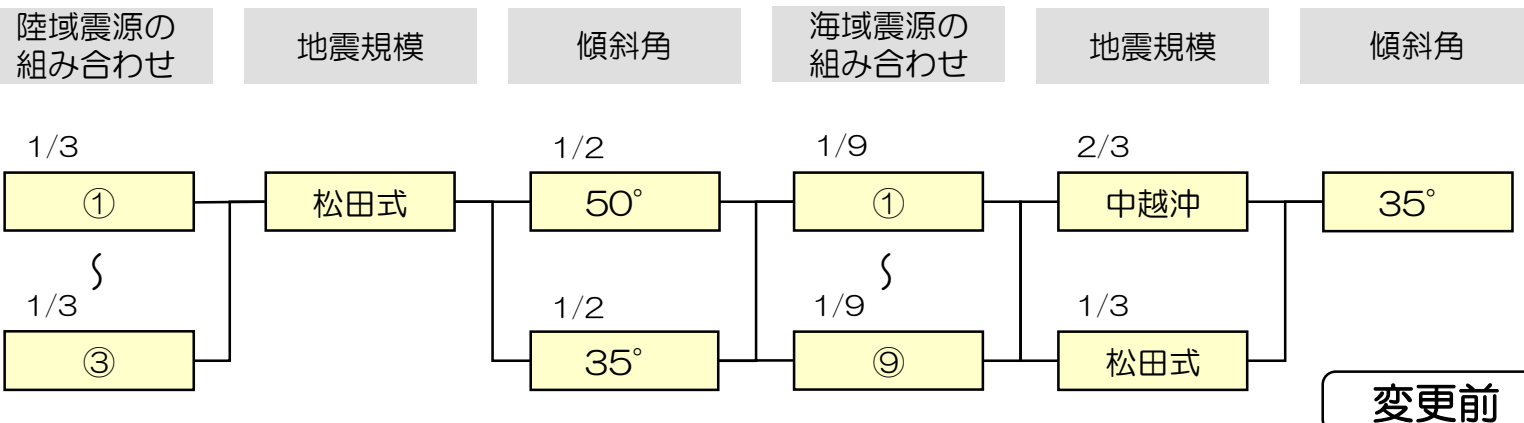 陸域震源の
組み合わせ
地震規模
傾斜角
海域震源の
組み合わせ
地震規模
傾斜角
1/3
1/2
1/9
2/3
①
松田式
50°
①
中越沖
35°
～
～
1/3
1/2
1/9
1/3
③
35°
⑨
松田式
変更前